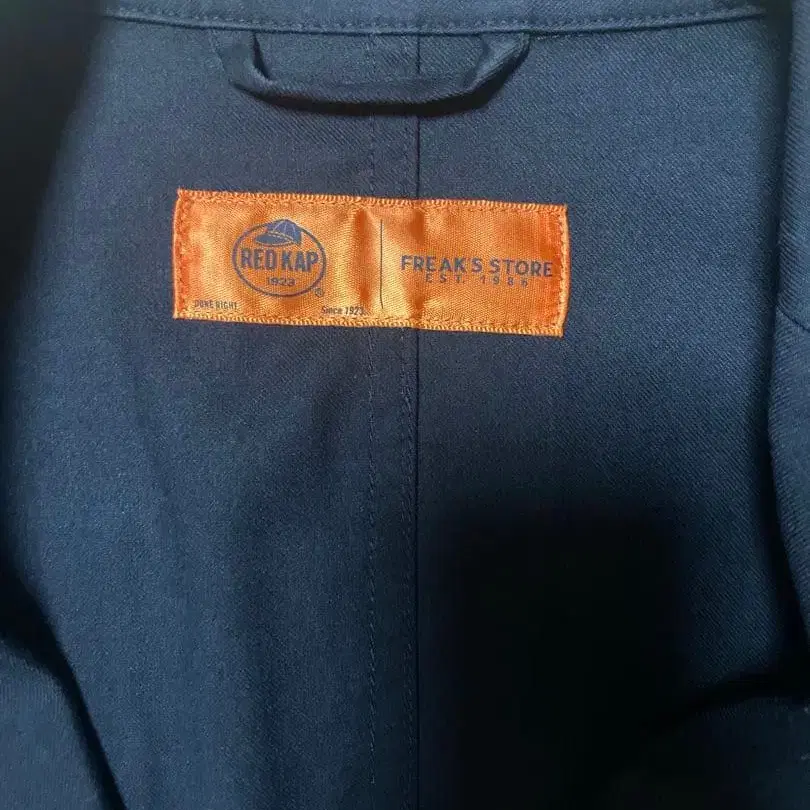 RED KAP
1923
®
DONE RIGHT.
Since 1923.
FREAK'S STORE
EST. 1986